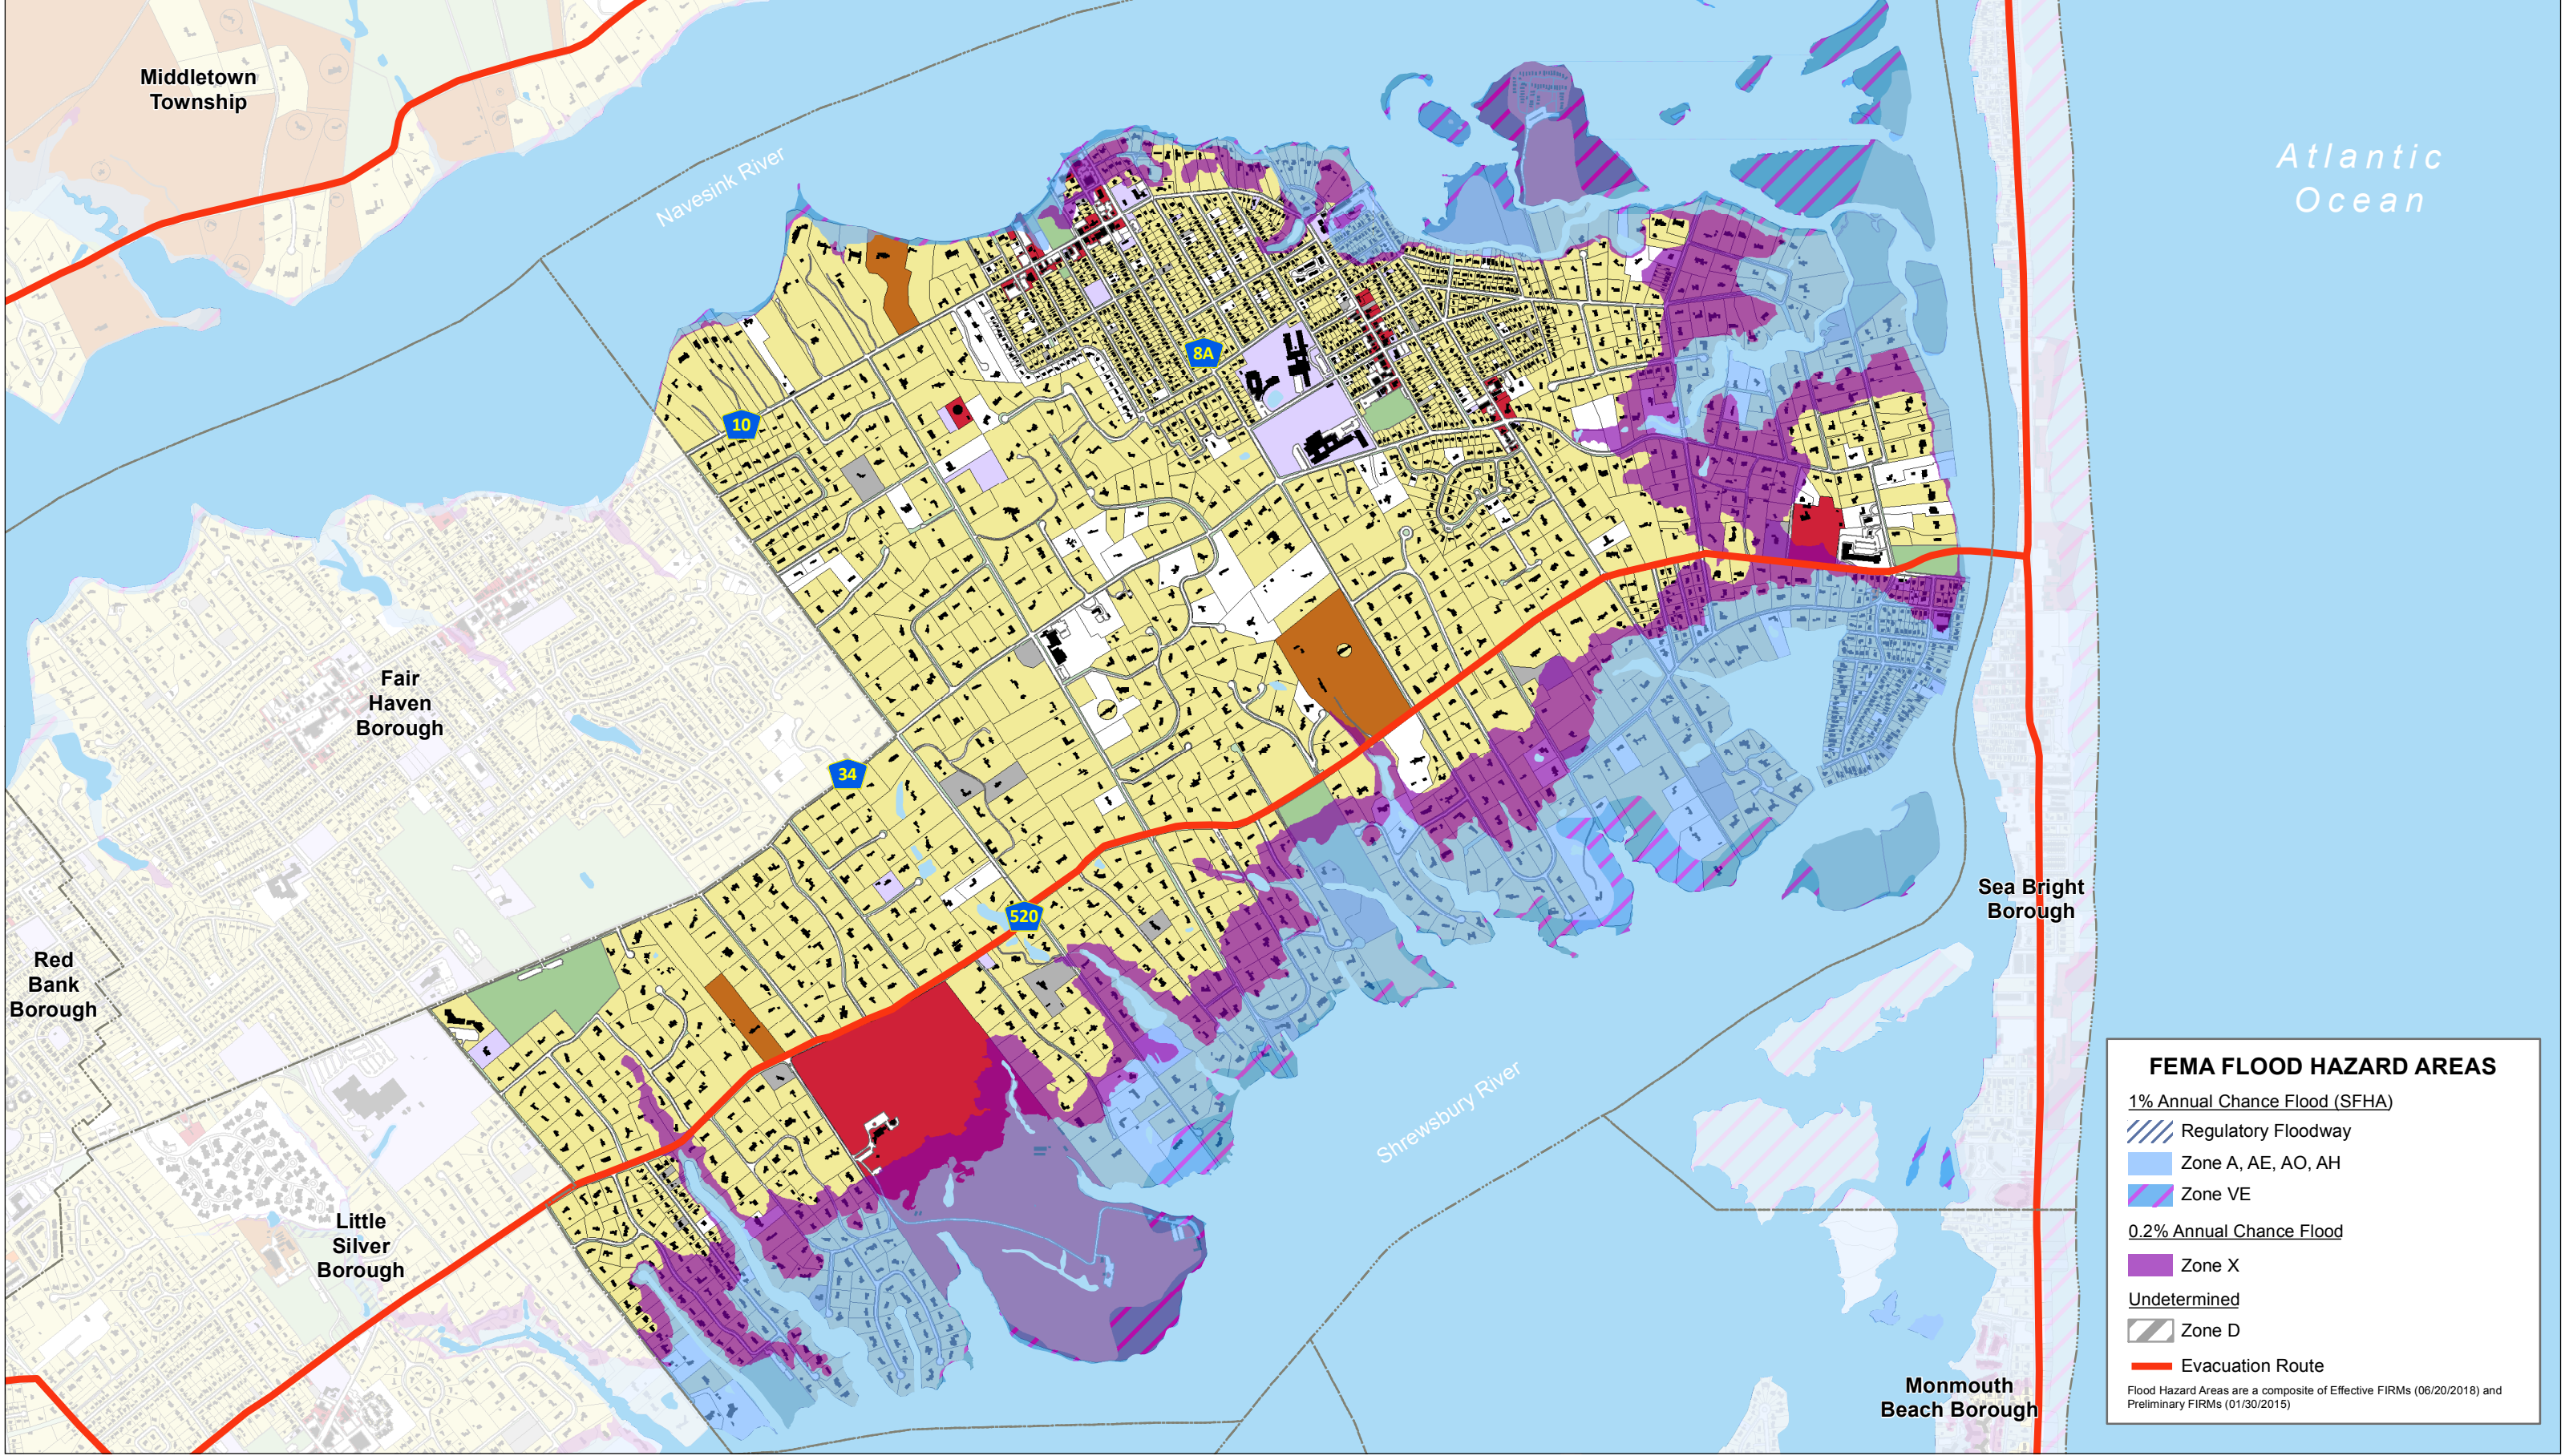 Middletown
Township
Navesink River
Atlantic
Ocean
8A
10
Fair
Haven
Borough
34
520
Sea Bright
Borough
Red
Bank
Borough
Shrewsbury River
Little
Silver
Borough
Monmouth
Beach Borough
FEMA FLOOD HAZARD AREAS
1% Annual Chance Flood (SFHA)
Regulatory Floodway
Zone A, AE, AO, AH
Zone VE
0.2% Annual Chance Flood
Zone X
Undetermined
Zone D
Evacuation Route
Flood Hazard Areas are a composite of Effective FIRMs (06/20/2018) and
Preliminary FIRMs (01/30/2015)